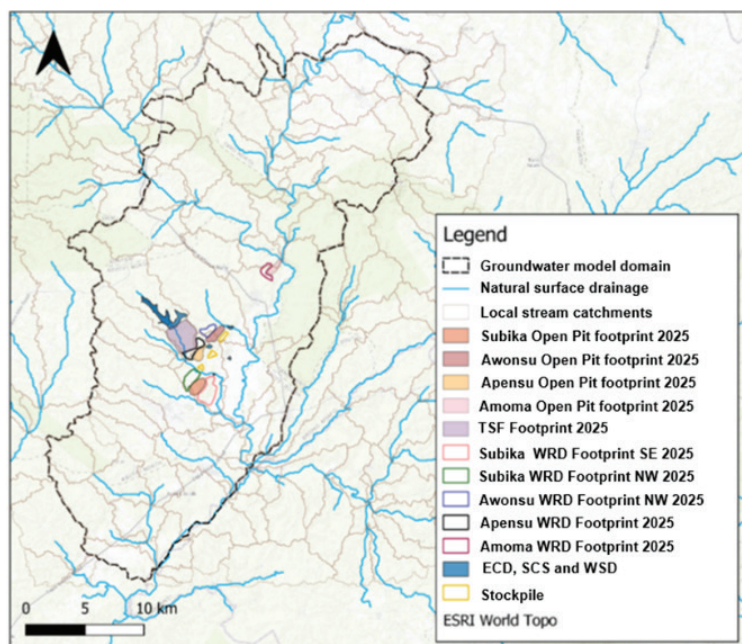 Legend
Groundwater model domain
Natural surface drainage
Local stream catchments
Subika Open Pit footprint 2025
Awonsu Open Pit footprint 2025
Apensu Open Pit footprint 2025
Amoma Open Pit footprint 2025
TSF Footprint 2025
Subika WRD Footprint SE 2025
Subika WRD Footprint NW 2025
Awonsu WRD Footprint NW 2025
Apensu WRD Footprint 2025
Amoma WRD Footprint 2025
ECD, SCS and WSD
Stockpile
ESRI World Topo
0 5 10 km